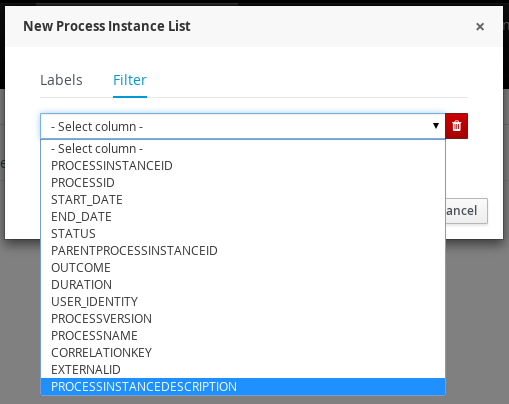 New Process Instance List
×
Labels
Filter
- Select column -
- Select column -
PROCESSINSTANCEID
PROCESSID
START_DATE
END_DATE
STATUS
PARENTPROCESSINSTANCEID
OUTCOME
DURATION
USER_IDENTITY
PROCESSVERSION
PROCESSNAME
CORRELATIONKEY
EXTERNALID
PROCESSINSTANCEDESCRIPTION
ancel